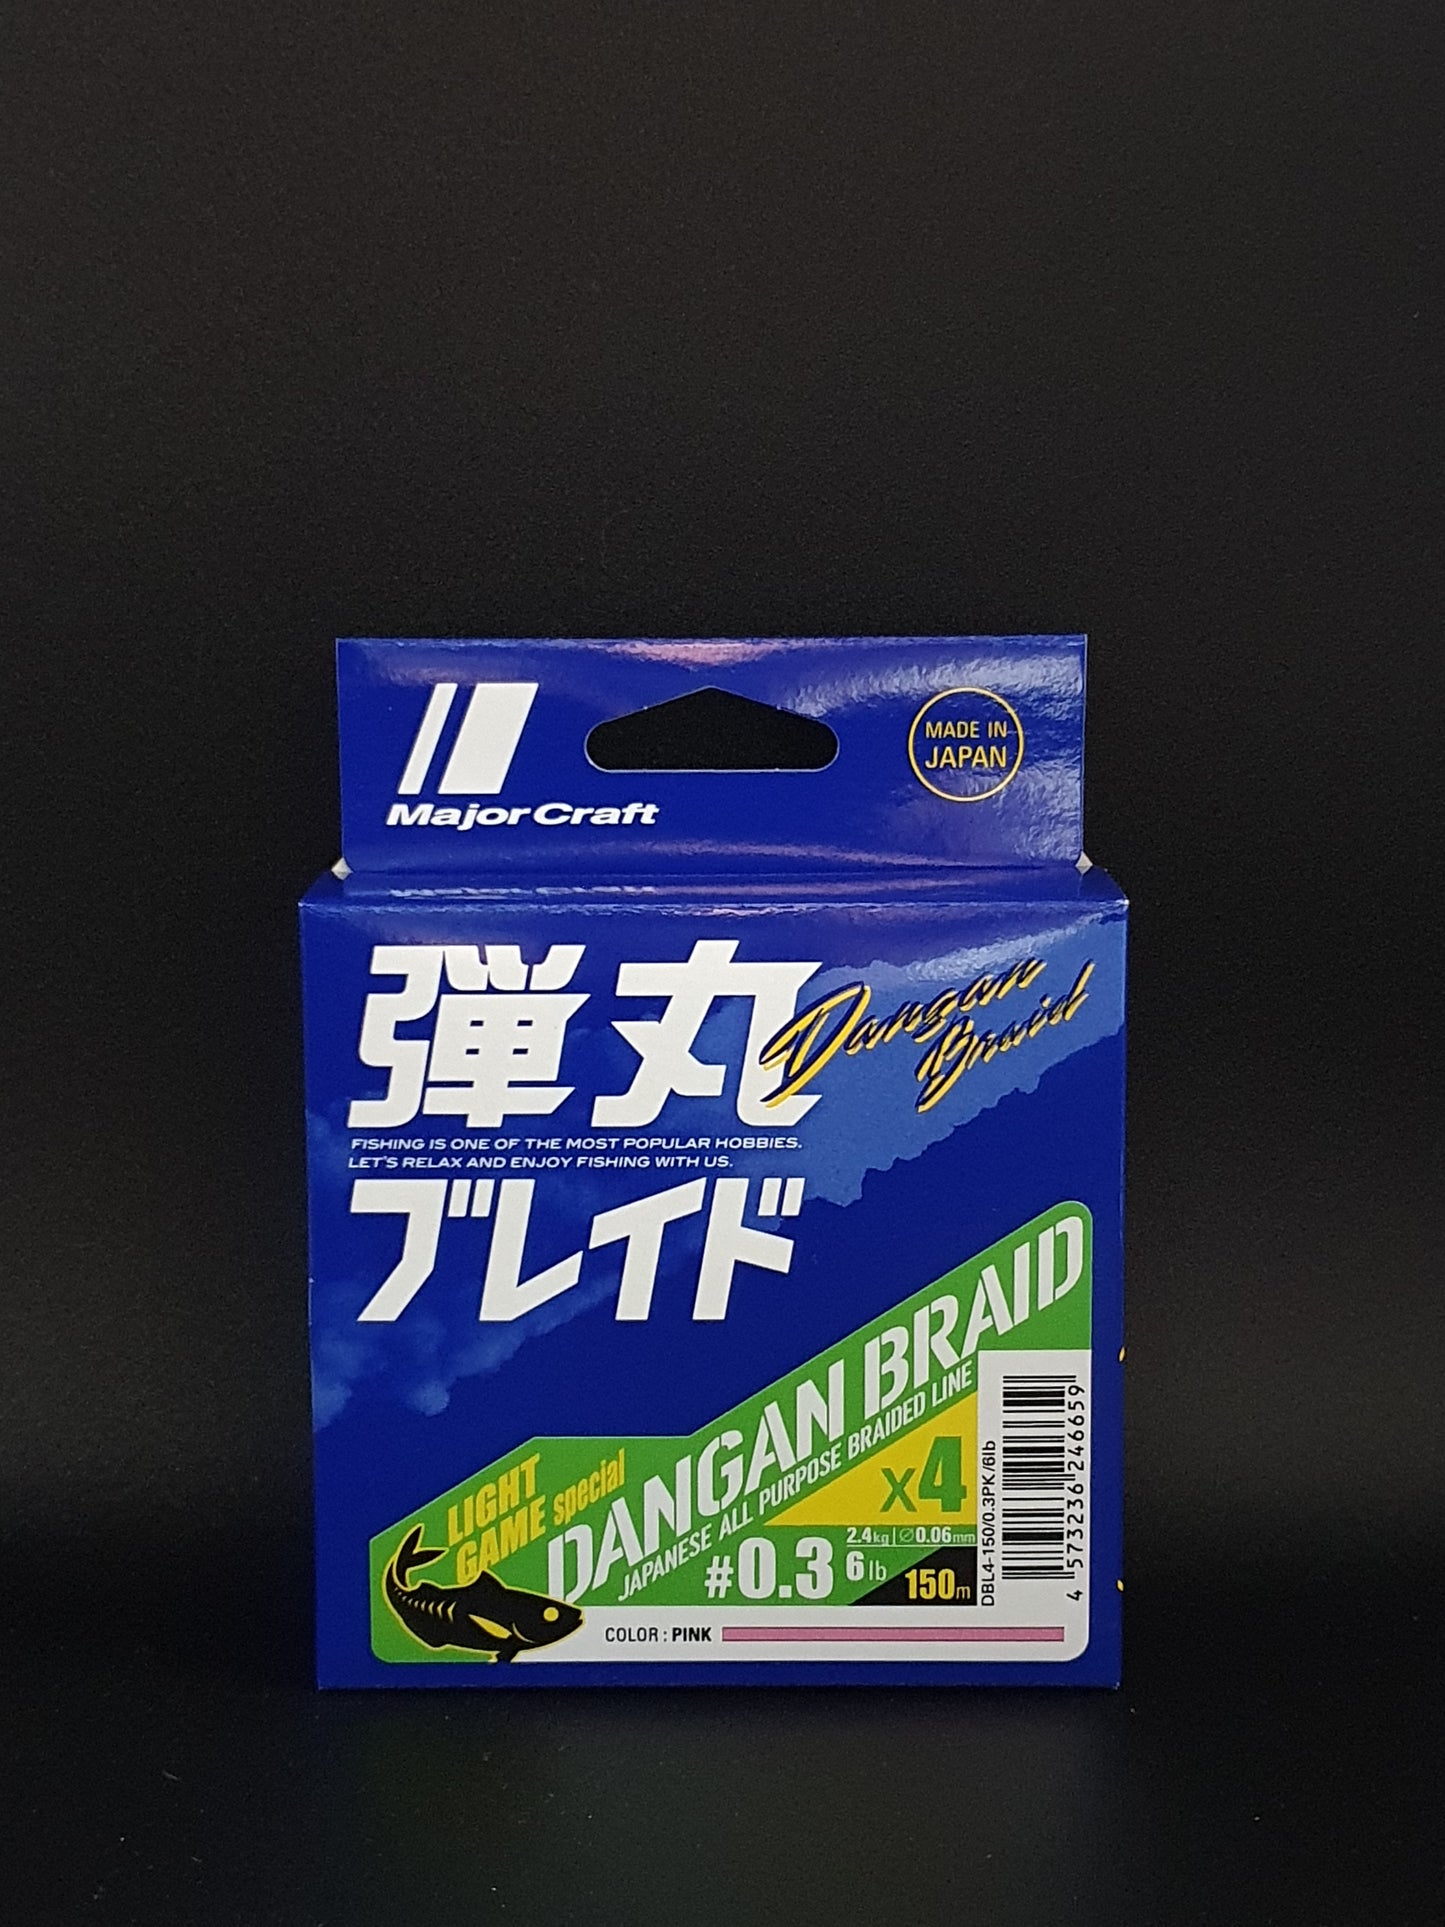 MajorCraft
MADE IN
JAPAN
弾丸
Dangan
Braid
FISHING IS ONE OF THE MOST POPULAR HOBBIES.
LET'S RELAX AND ENJOY FISHING WITH US.
ブレイド
LIGHT
GAME special
DANGAN BRAID
JAPANESE ALL PURPOSE BRAIDED LINE
x4
#0.3
2.4kg ∅0.06mm
6lb
150m
COLOR : PINK
DBL4-150/0.3PK/6lb
4 573236 246659